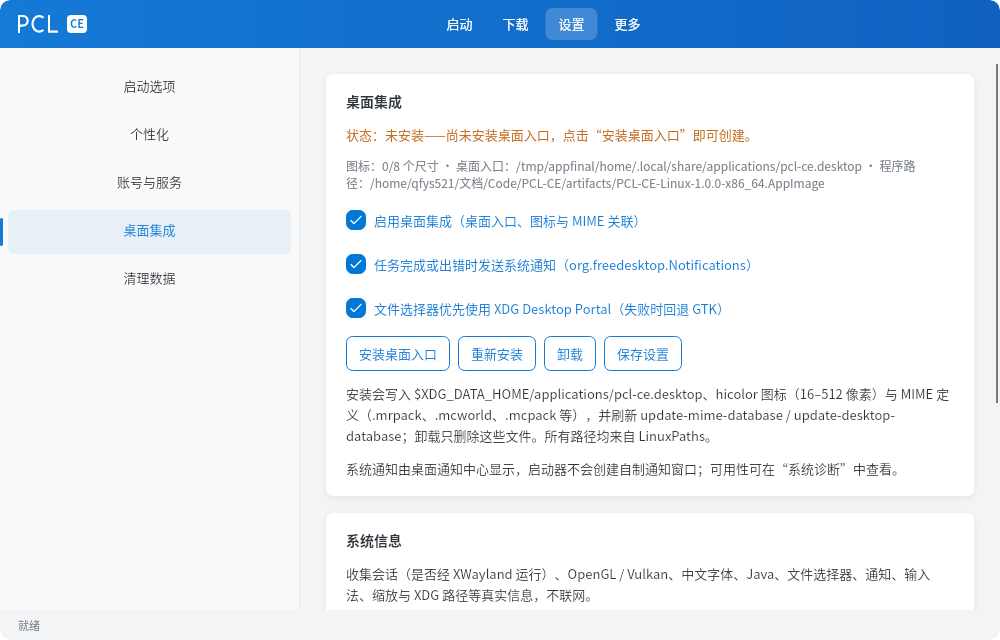 PCL CE
启动 下载 设置 更多
启动选项
个性化
账号与服务
桌面集成
清理数据
桌面集成
状态：未安装——尚未安装桌面入口，点击“安装桌面入口”即可创建。
图标：0/8 个尺寸 · 桌面入口：/tmp/appfinal/home/.local/share/applications/pcl-ce.desktop · 程序路
径：/home/qfys521/文档/Code/PCL-CE/artifacts/PCL-CE-Linux-1.0.0-x86_64.AppImage
启用桌面集成（桌面入口、图标与 MIME 关联）
任务完成或出错时发送系统通知（org.freedesktop.Notifications）
文件选择器优先使用 XDG Desktop Portal（失败时回退 GTK）
安装桌面入口 重新安装 卸载 保存设置
安装会写入 $XDG_DATA_HOME/applications/pcl-ce.desktop、hicolor 图标（16–512 像素）与 MIME 定
义（.mrpack、.mcworld、.mcpack 等），并刷新 update-mime-database / update-desktop-
database；卸载只删除这些文件。所有路径均来自 LinuxPaths。
系统通知由桌面通知中心显示，启动器不会创建自制通知窗口；可用性可在“系统诊断”中查看。
系统信息
收集会话（是否经 XWayland 运行）、OpenGL / Vulkan、中文字体、Java、文件选择器、通知、输入
法、缩放与 XDG 路径等真实信息，不联网。
就绪